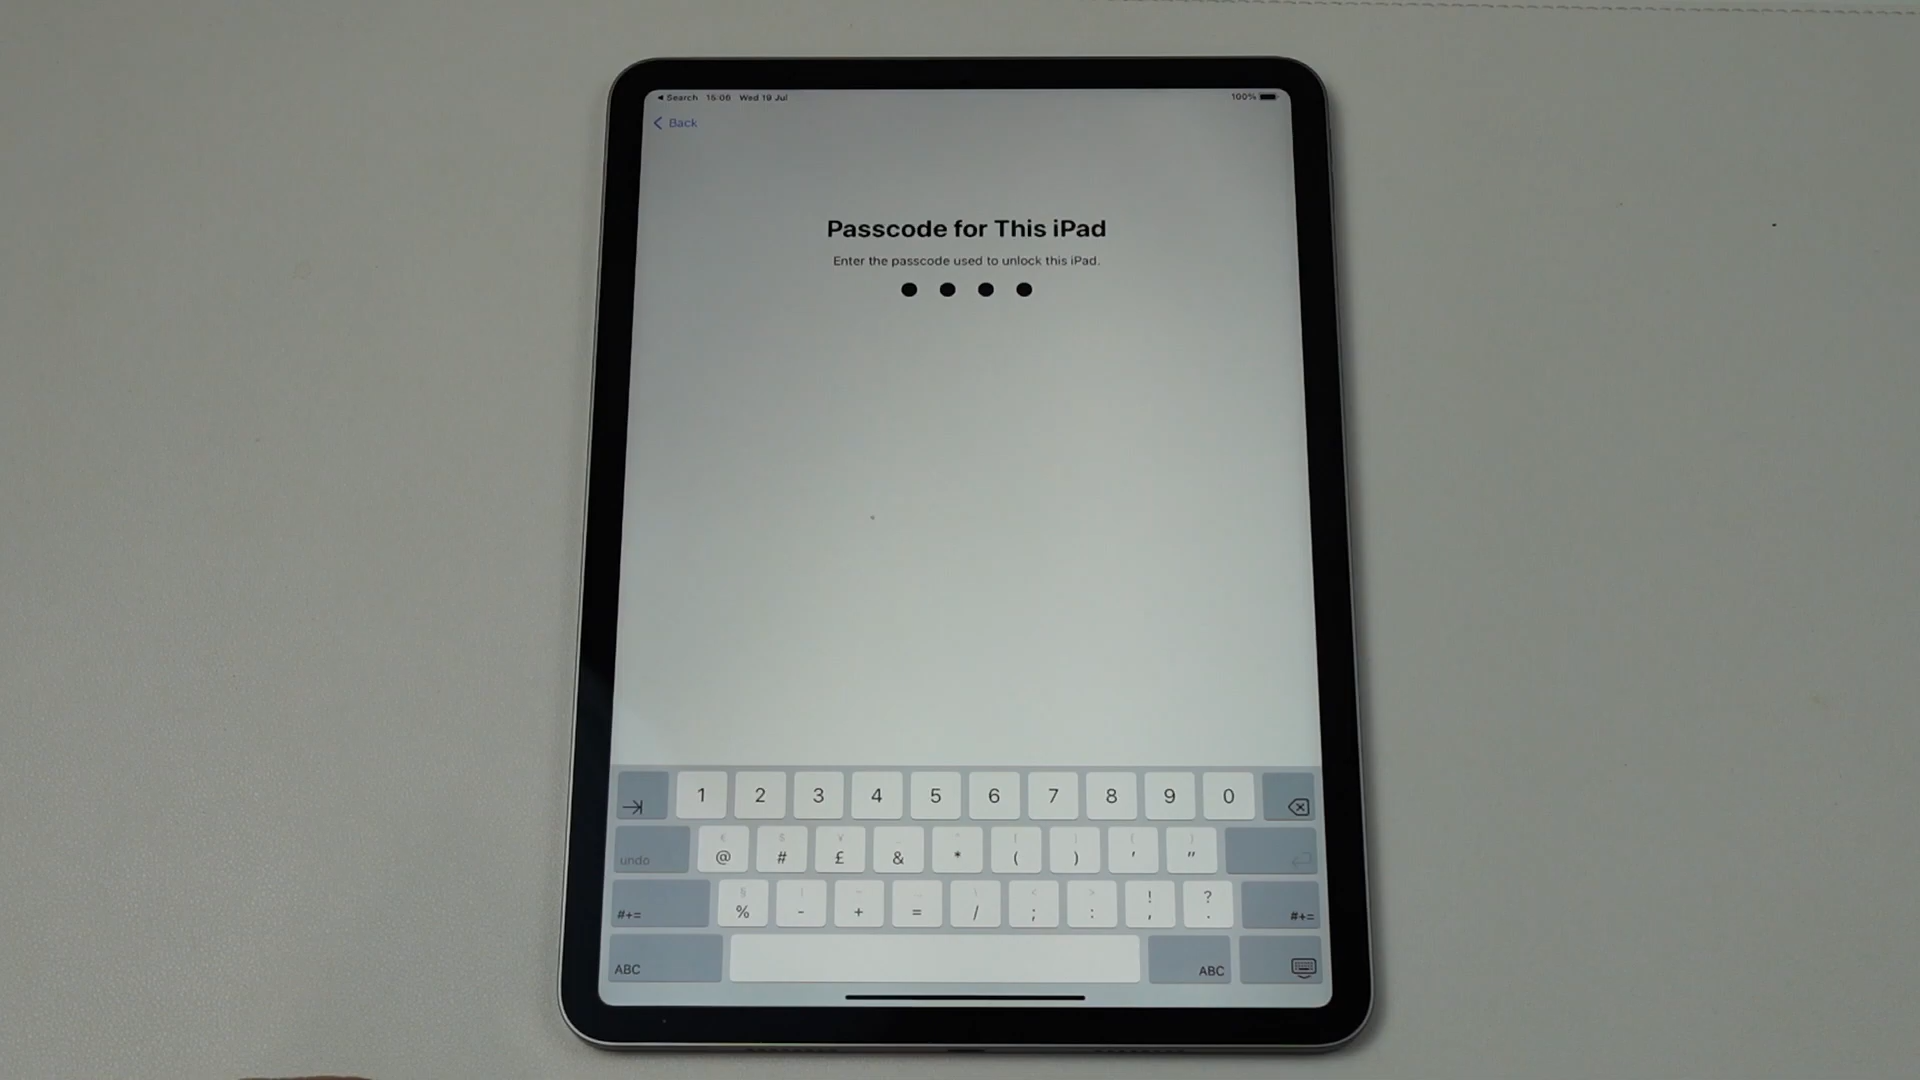 Search 15:06 Wed 19 Jul 100%
Back
Passcode for This iPad
Enter the passcode used to unlock this iPad.
1 2 3 4 5 6 7 8 9 0
undo @ # £ & * ( ) ' "
#+= % - + = / ; : ! , ? . #+=
ABC ABC